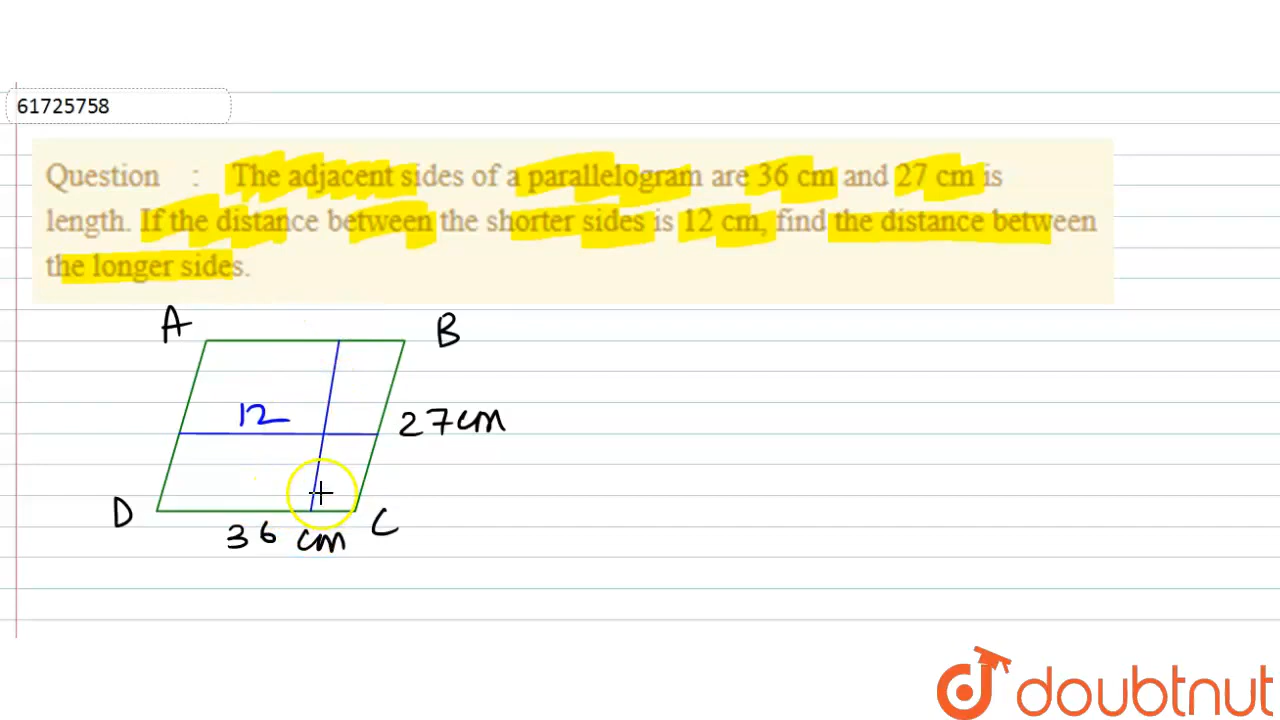 61725758
Question : The adjacent sides of a parallelogram are 36 cm and 27 cm is
length. If the distance between the shorter sides is 12 cm, find the distance between
the longer sides.
A
B
12
27cm
D
36 cm
C
doubtnut